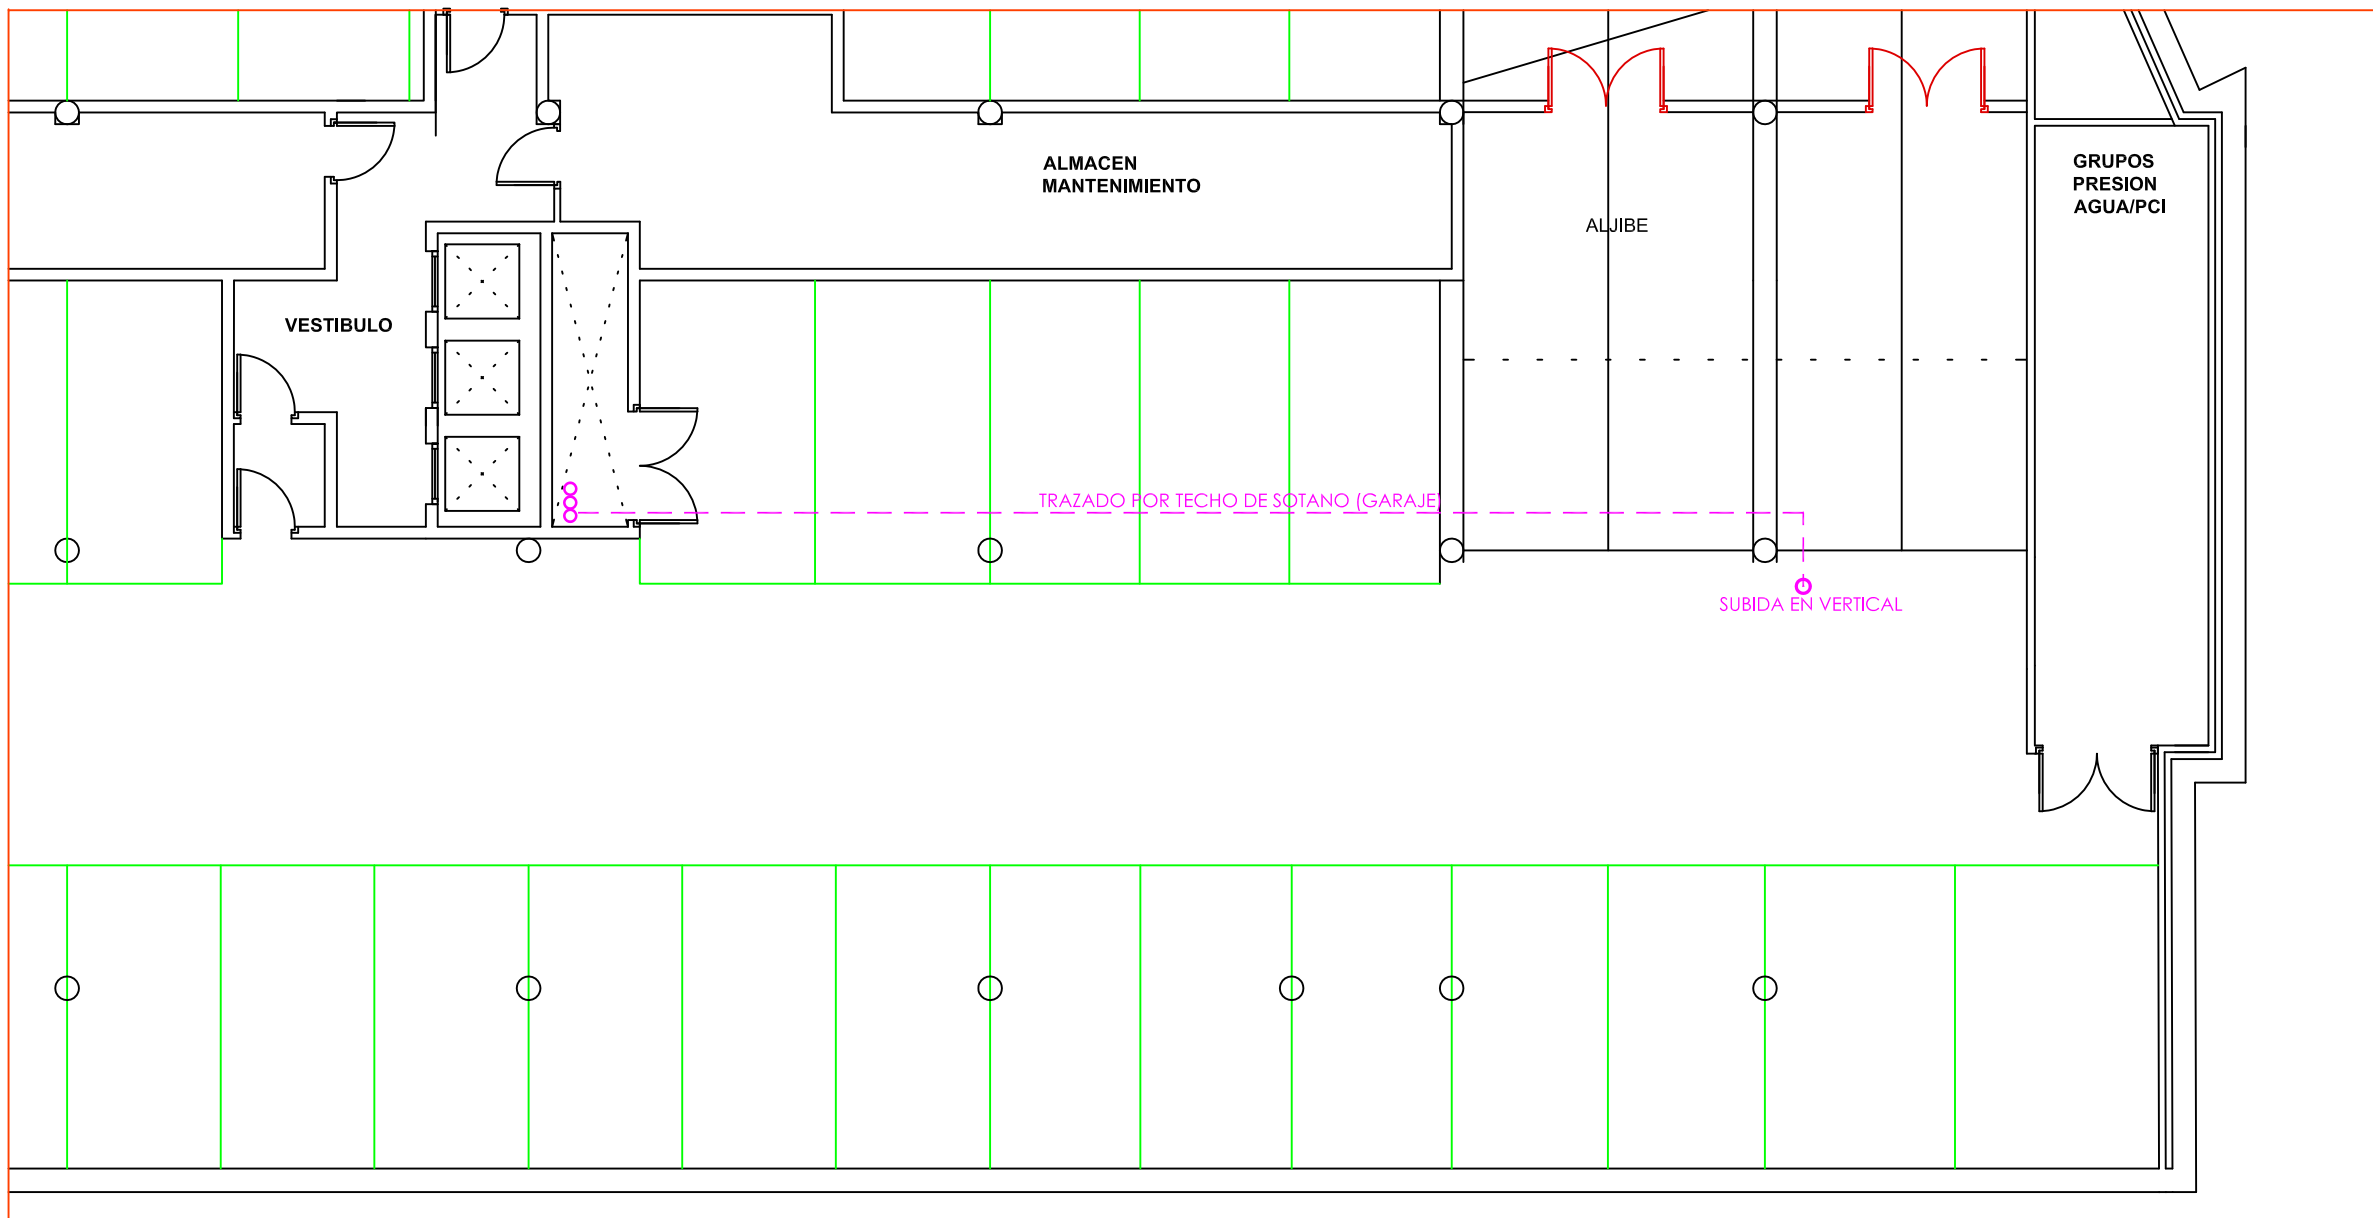 ALMACEN
MANTENIMIENTO
GRUPOS
PRESION
AGUA/PCI
ALJIBE
VESTIBULO
TRAZADO POR TECHO DE SOTANO (GARAJE)
SUBIDA EN VERTICAL